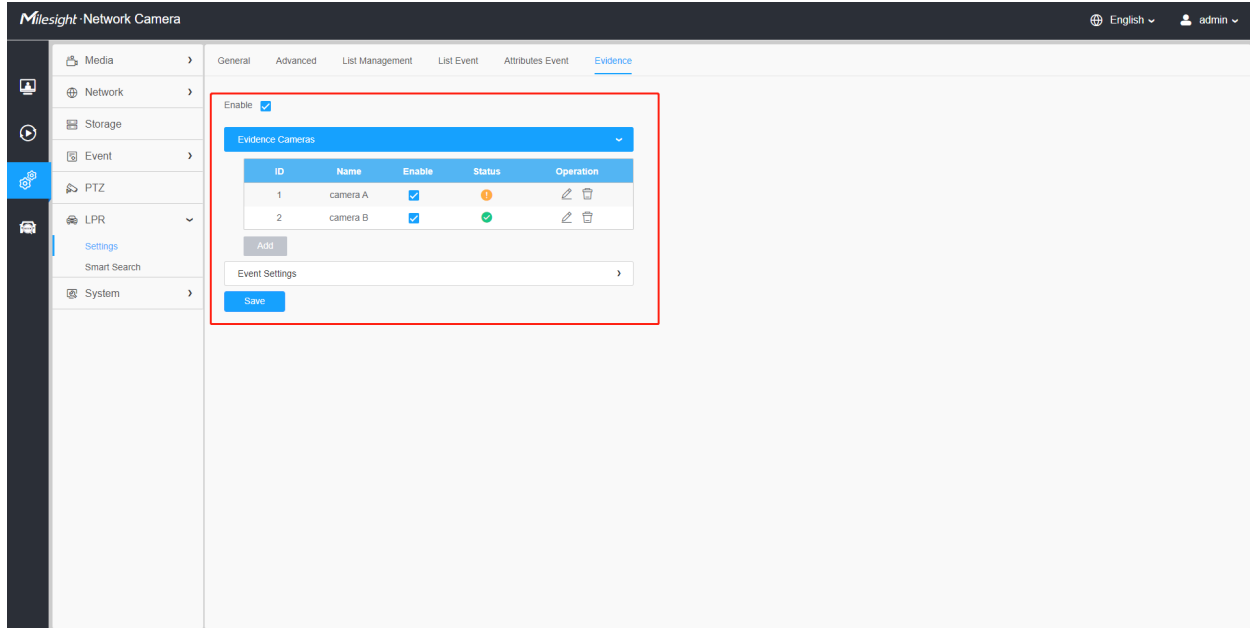 Milesight · Network Camera
English
admin
Media
Network
Storage
Event
PTZ
LPR
Settings
Smart Search
System
General Advanced List Management List Event Attributes Event Evidence
Enable
Evidence Cameras
ID Name Enable Status Operation
1 camera A
2 camera B
Add
Event Settings
Save